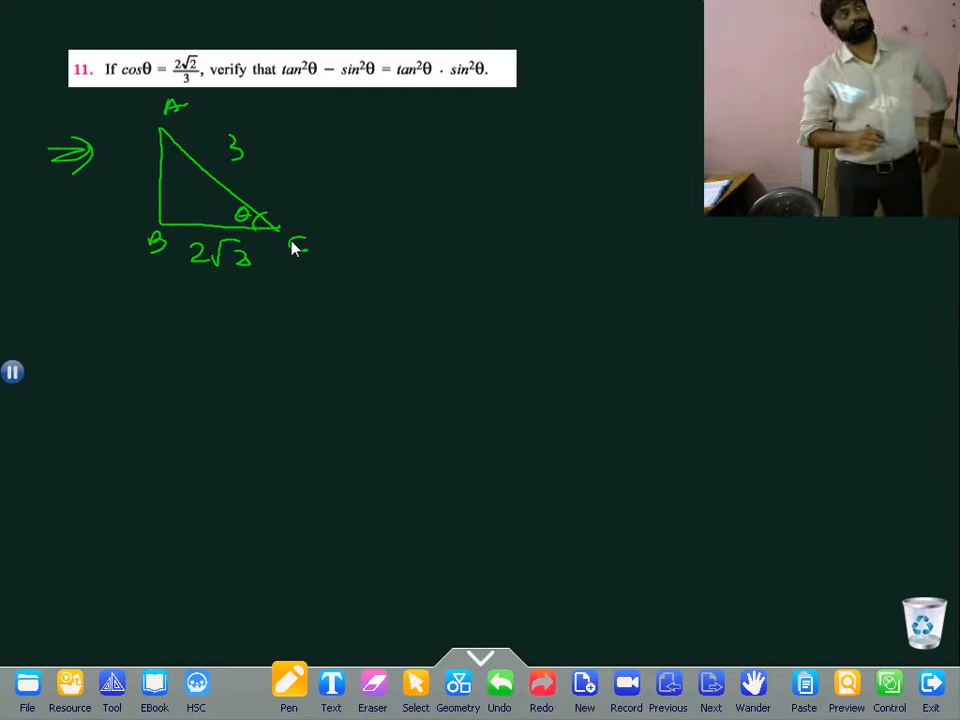 11. If cosθ = 2√2/3, verify that tan²θ − sin²θ = tan²θ · sin²θ.
A
3
θ
B
2√2
File Resource Tool EBook HSC Pen Text Eraser Select Geometry Undo Redo New Record Previous Next Wander Paste Preview Control Exit